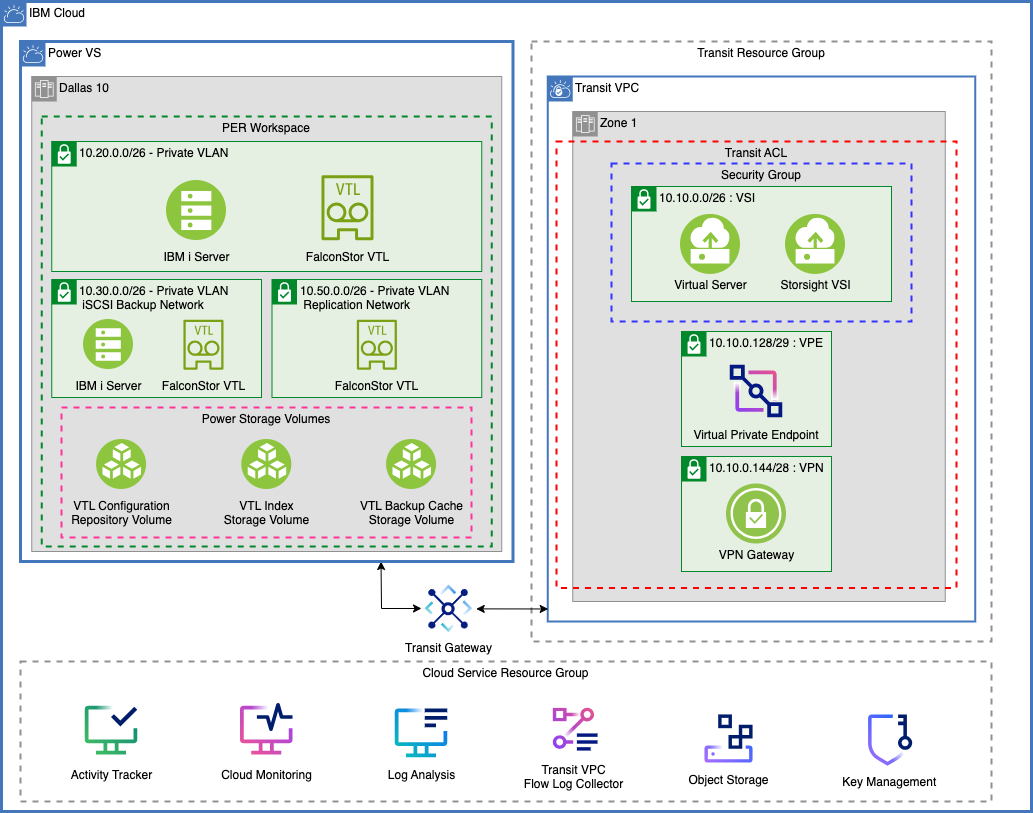 IBM Cloud
Power VS
Dallas 10
PER Workspace
10.20.0.0/26 - Private VLAN
IBM i Server
VTL
FalconStor VTL
10.30.0.0/26 - Private VLAN
iSCSI Backup Network
IBM i Server
VTL
FalconStor VTL
10.50.0.0/26 - Private VLAN
Replication Network
VTL
FalconStor VTL
Power Storage Volumes
VTL Configuration
Repository Volume
VTL Index
Storage Volume
VTL Backup Cache
Storage Volume
Transit Resource Group
Transit VPC
Zone 1
Transit ACL
Security Group
10.10.0.0/26 : VSI
Virtual Server
Storsight VSI
10.10.0.128/29 : VPE
Virtual Private Endpoint
10.10.0.144/28 : VPN
VPN Gateway
Transit Gateway
Cloud Service Resource Group
Activity Tracker
Cloud Monitoring
Log Analysis
Transit VPC
Flow Log Collector
Object Storage
Key Management